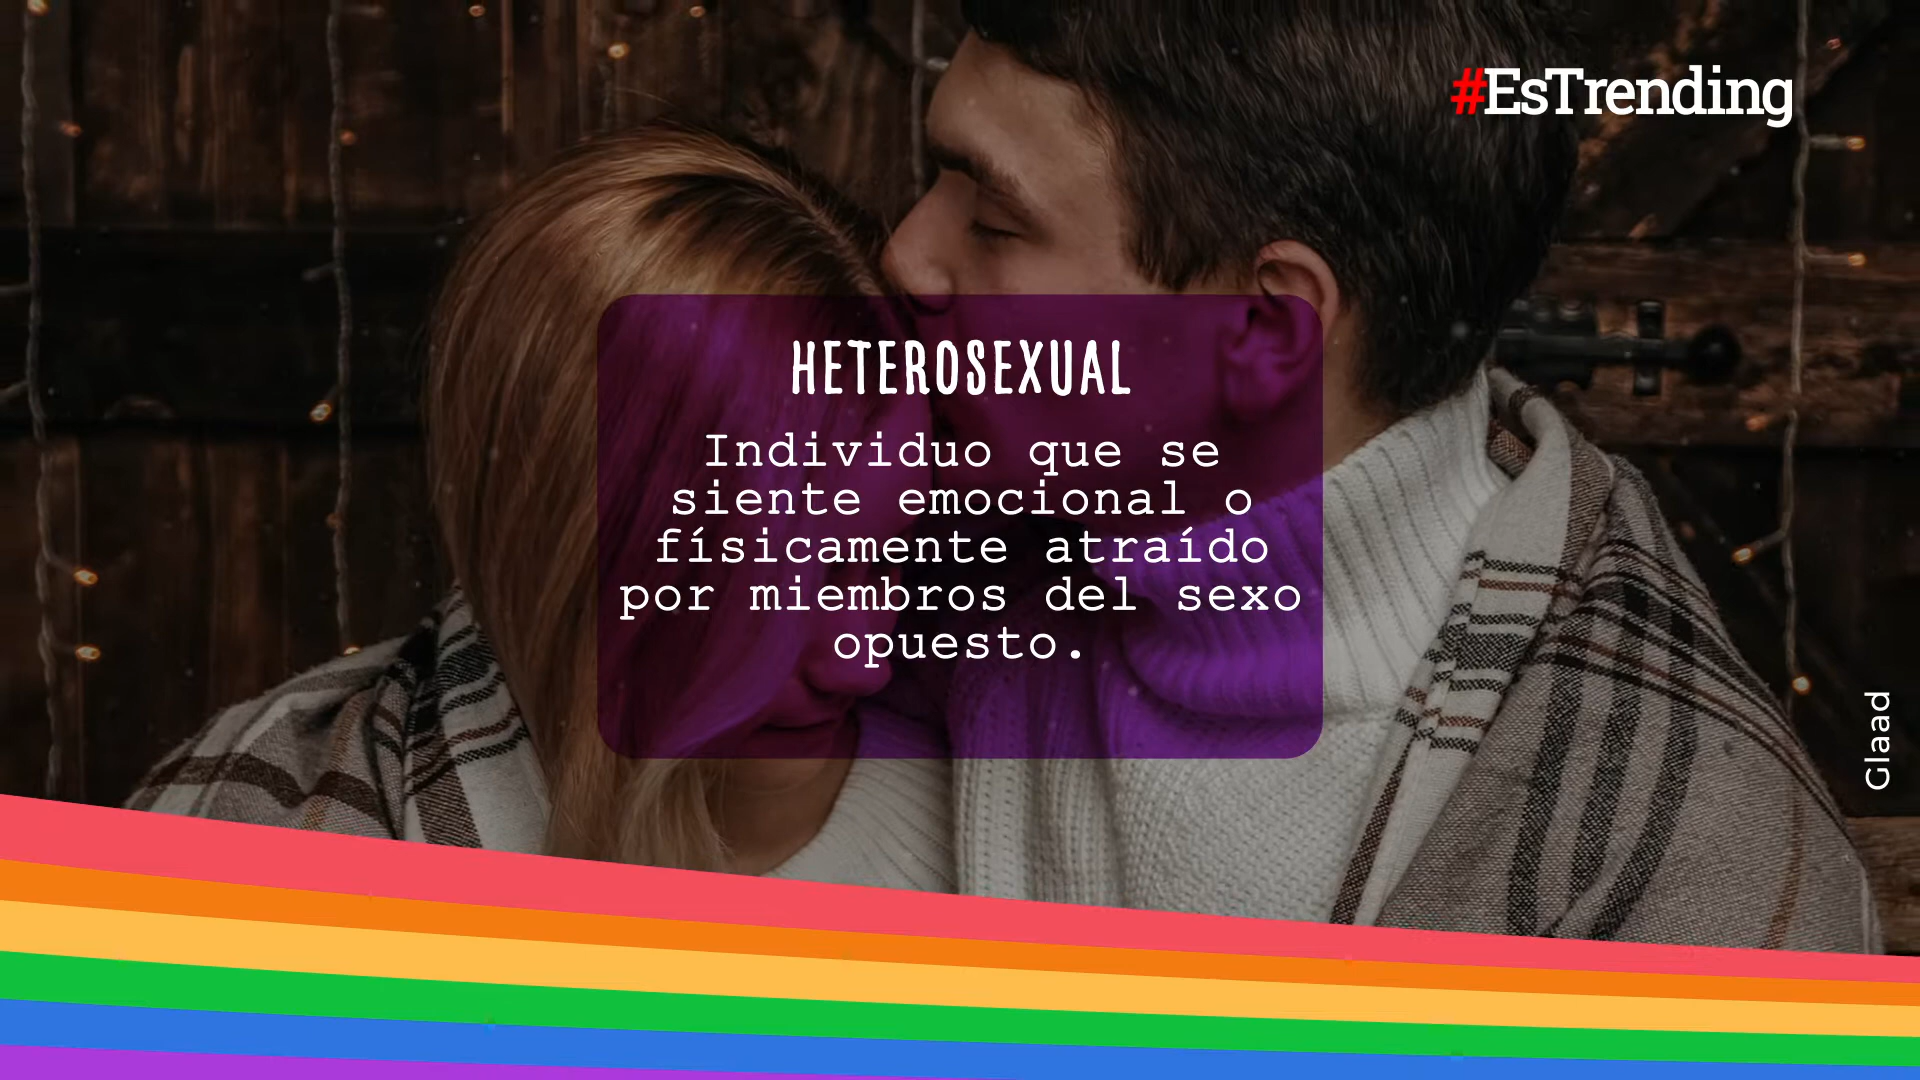 #EsTrending
HETEROSEXUAL
Individuo que se
siente emocional o
físicamente atraído
por miembros del sexo
opuesto.
Glaad